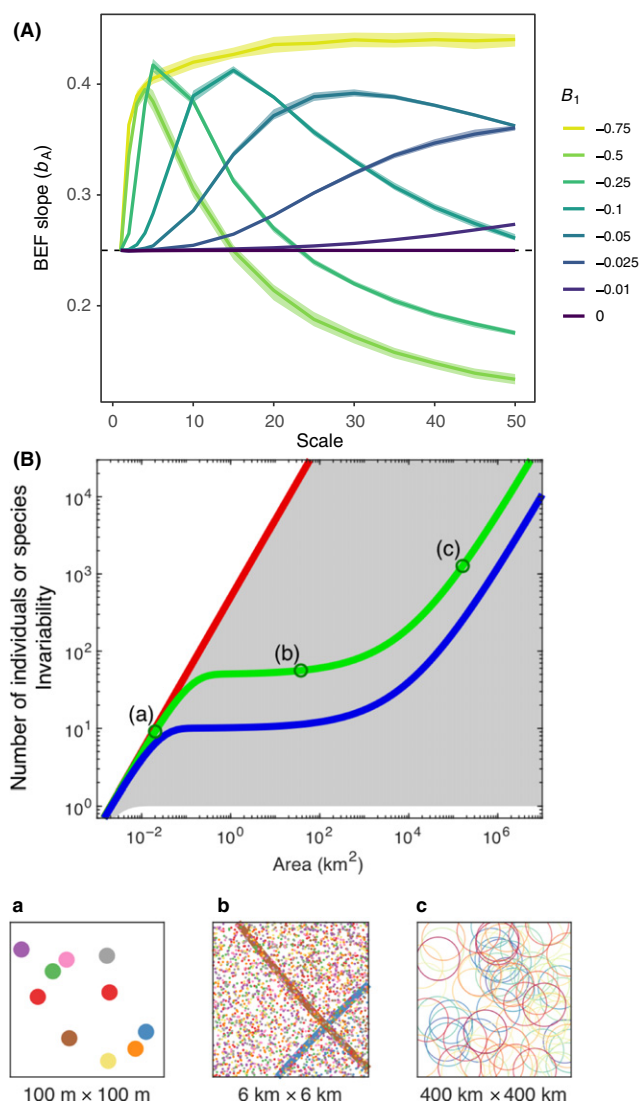 (A)
BEF slope (bA)
0.4
0.3
0.2
0
10
20
30
40
50
Scale
B1
−0.75
−0.5
−0.25
−0.1
−0.05
−0.025
−0.01
0
(B)
Number of individuals or species
Invariability
10^4
10^3
10^2
10^1
10^0
(a)
(b)
(c)
10^−2
10^0
10^2
10^4
10^6
Area (km²)
a
b
c
100 m × 100 m
6 km × 6 km
400 km × 400 km